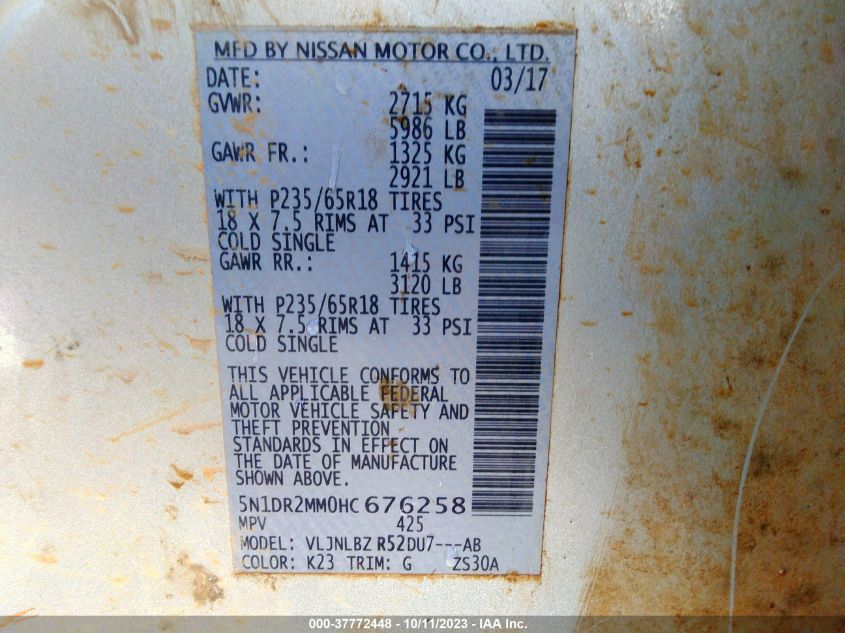 MFD BY NISSAN MOTOR CO., LTD.
DATE: 03/17
GVWR: 2715 KG
5986 LB
GAWR FR.: 1325 KG
2921 LB
WITH P235/65R18 TIRES
18 X 7.5 RIMS AT 33 PSI
COLD SINGLE
GAWR RR.: 1415 KG
3120 LB
WITH P235/65R18 TIRES
18 X 7.5 RIMS AT 33 PSI
COLD SINGLE
THIS VEHICLE CONFORMS TO
ALL APPLICABLE FEDERAL
MOTOR VEHICLE SAFETY AND
THEFT PREVENTION
STANDARDS IN EFFECT ON
THE DATE OF MANUFACTURE
SHOWN ABOVE.
5N1DR2MM0HC676258
MPV 425
MODEL: VLJNLBZ R52DU7---AB
COLOR: K23 TRIM: G ZS30A
000-37772448 - 10/11/2023 - IAA Inc.